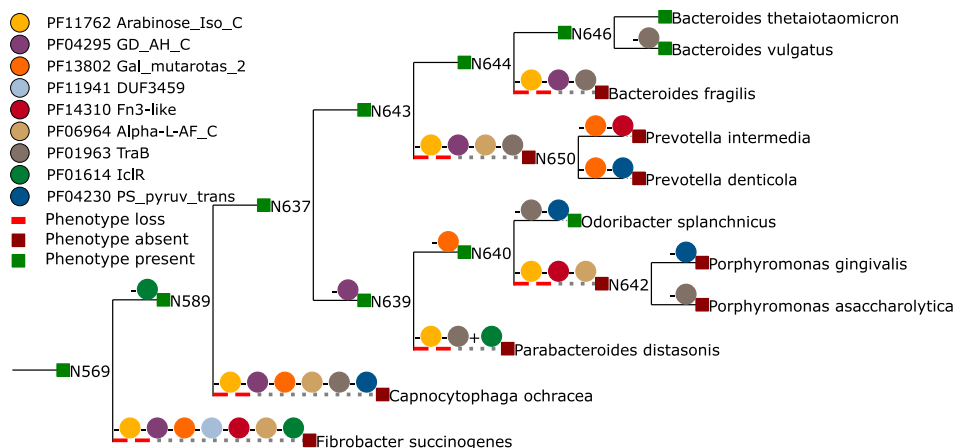 PF11762 Arabinose_Iso_C
PF04295 GD_AH_C
PF13802 Gal_mutarotas_2
PF11941 DUF3459
PF14310 Fn3-like
PF06964 Alpha-L-AF_C
PF01963 TraB
PF01614 IclR
PF04230 PS_pyruv_trans
Phenotype loss
Phenotype absent
Phenotype present
N646
Bacteroides thetaiotaomicron
Bacteroides vulgatus
N644
Bacteroides fragilis
N643
Prevotella intermedia
N650
Prevotella denticola
N637
Odoribacter splanchnicus
N640
Porphyromonas gingivalis
N642
Porphyromonas asaccharolytica
N589
N639
Parabacteroides distasonis
N569
Capnocytophaga ochracea
Fibrobacter succinogenes